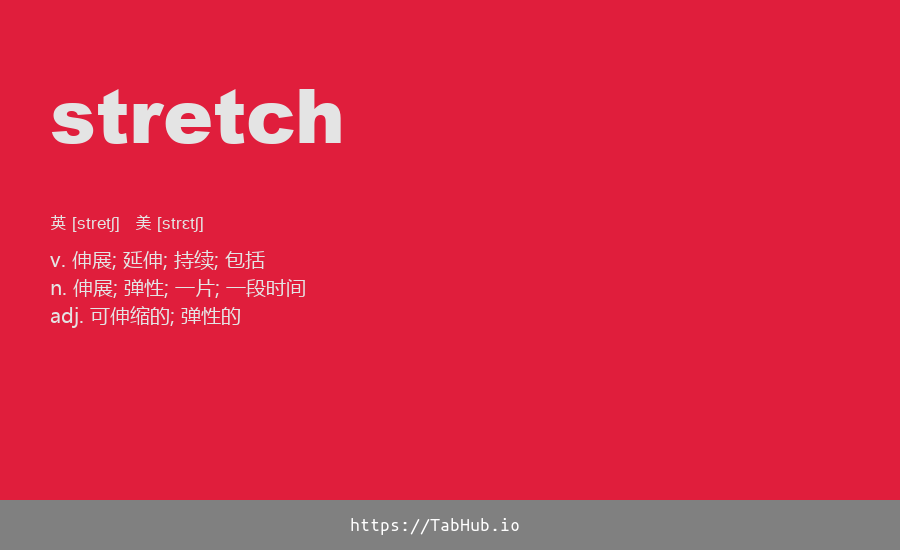 stretch
英 [stretʃ] 美 [strɛtʃ]
v. 伸展; 延伸; 持续; 包括
n. 伸展; 弹性; 一片; 一段时间
adj. 可伸缩的; 弹性的
https://TabHub.io